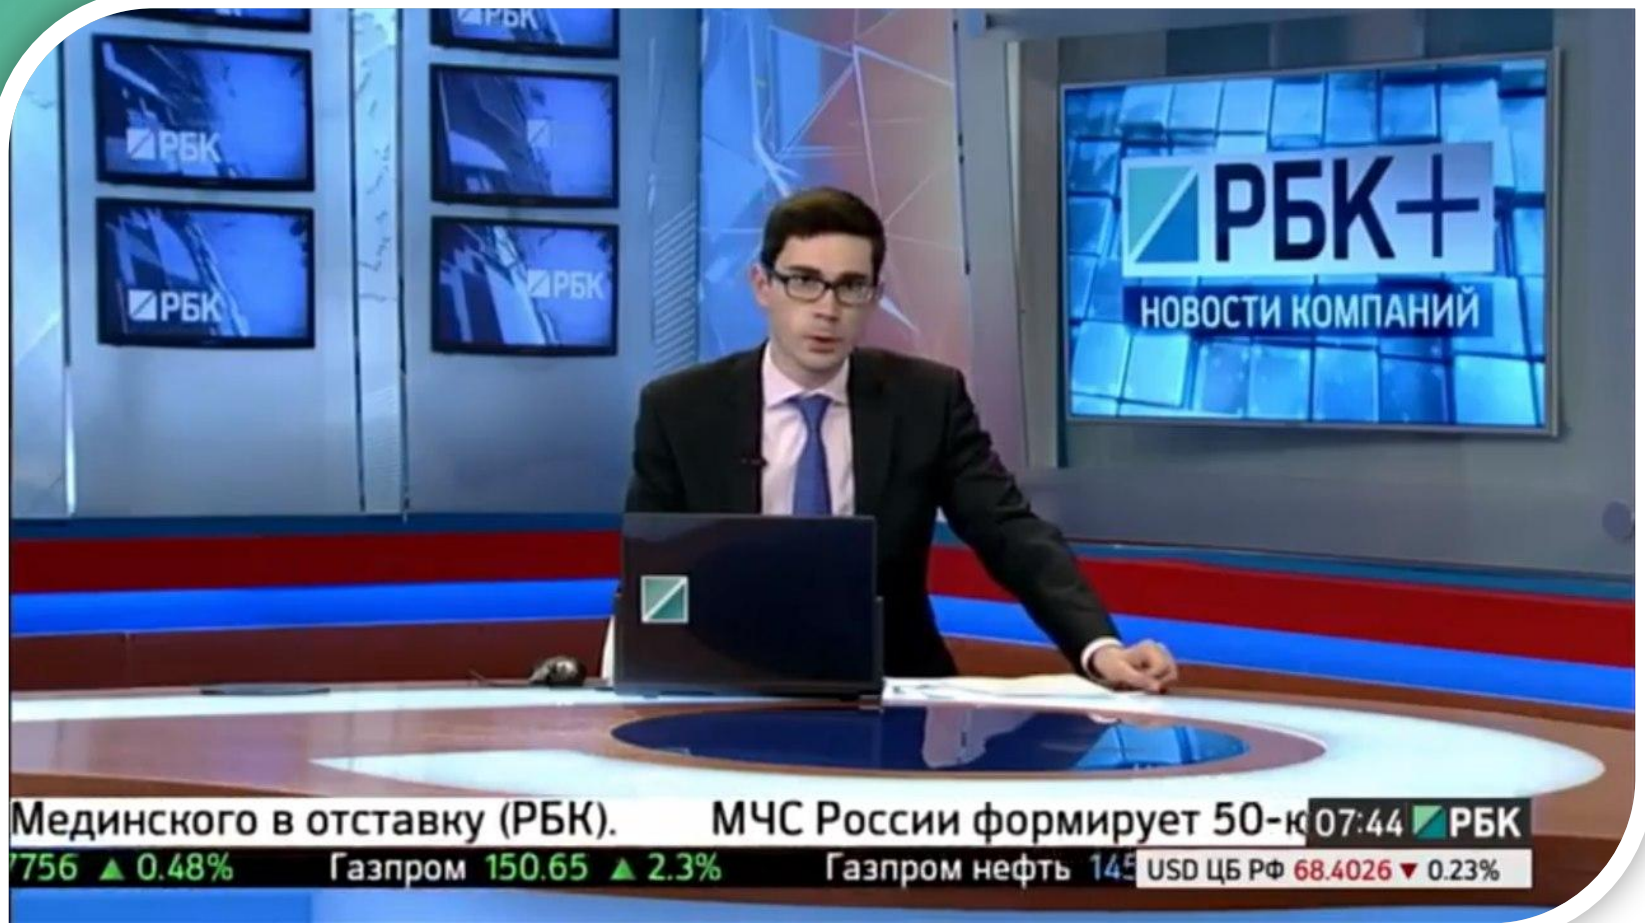 РБК
РБК
РБК
РБК
РБК+
НОВОСТИ КОМПАНИЙ
Мединского в отставку (РБК). МЧС России формирует 50-ю
07:44 РБК
7756 ▲ 0.48% Газпром 150.65 ▲ 2.3% Газпром нефть 145
USD ЦБ РФ 68.4026 ▼ 0.23%